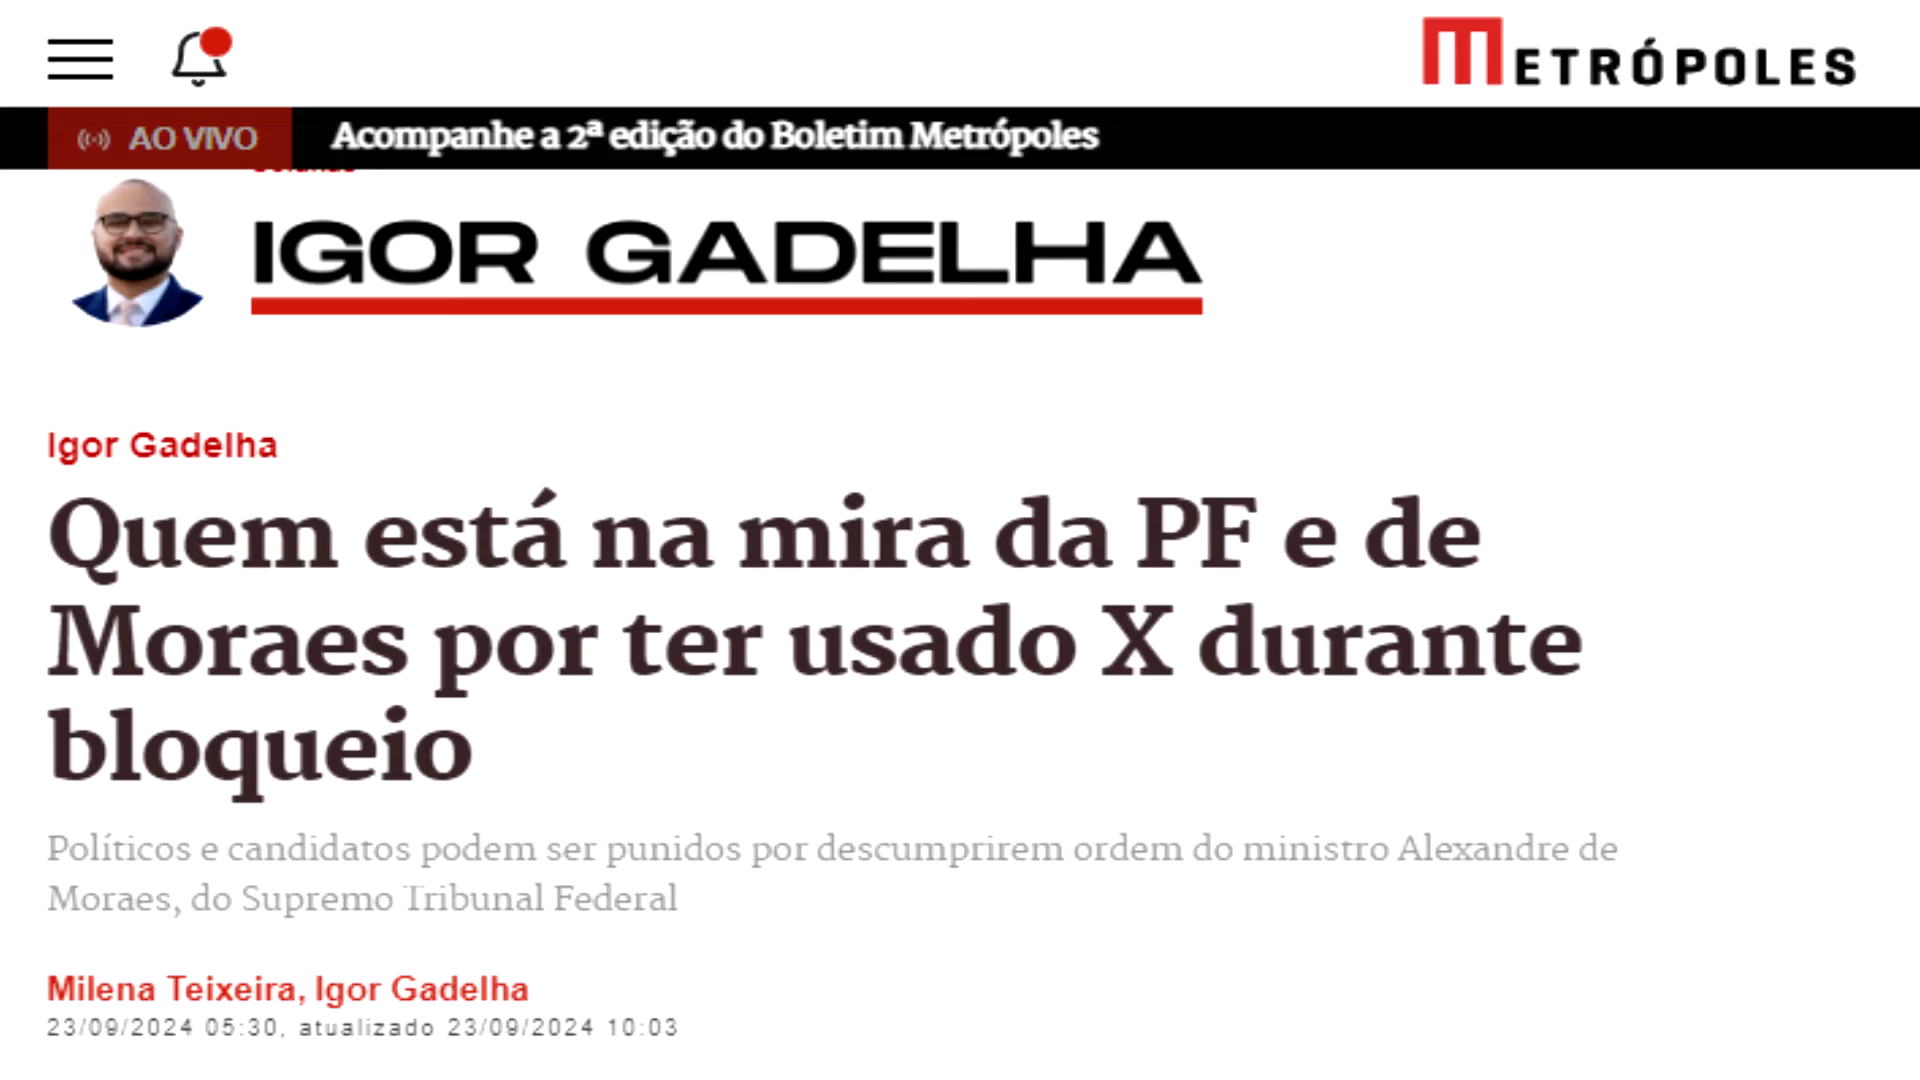 METRÓPOLES
AO VIVO Acompanhe a 2ª edição do Boletim Metrópoles
IGOR GADELHA
Igor Gadelha
Quem está na mira da PF e de
Moraes por ter usado X durante
bloqueio
Políticos e candidatos podem ser punidos por descumprirem ordem do ministro Alexandre de
Moraes, do Supremo Tribunal Federal
Milena Teixeira, Igor Gadelha
23/09/2024 05:30, atualizado 23/09/2024 10:03